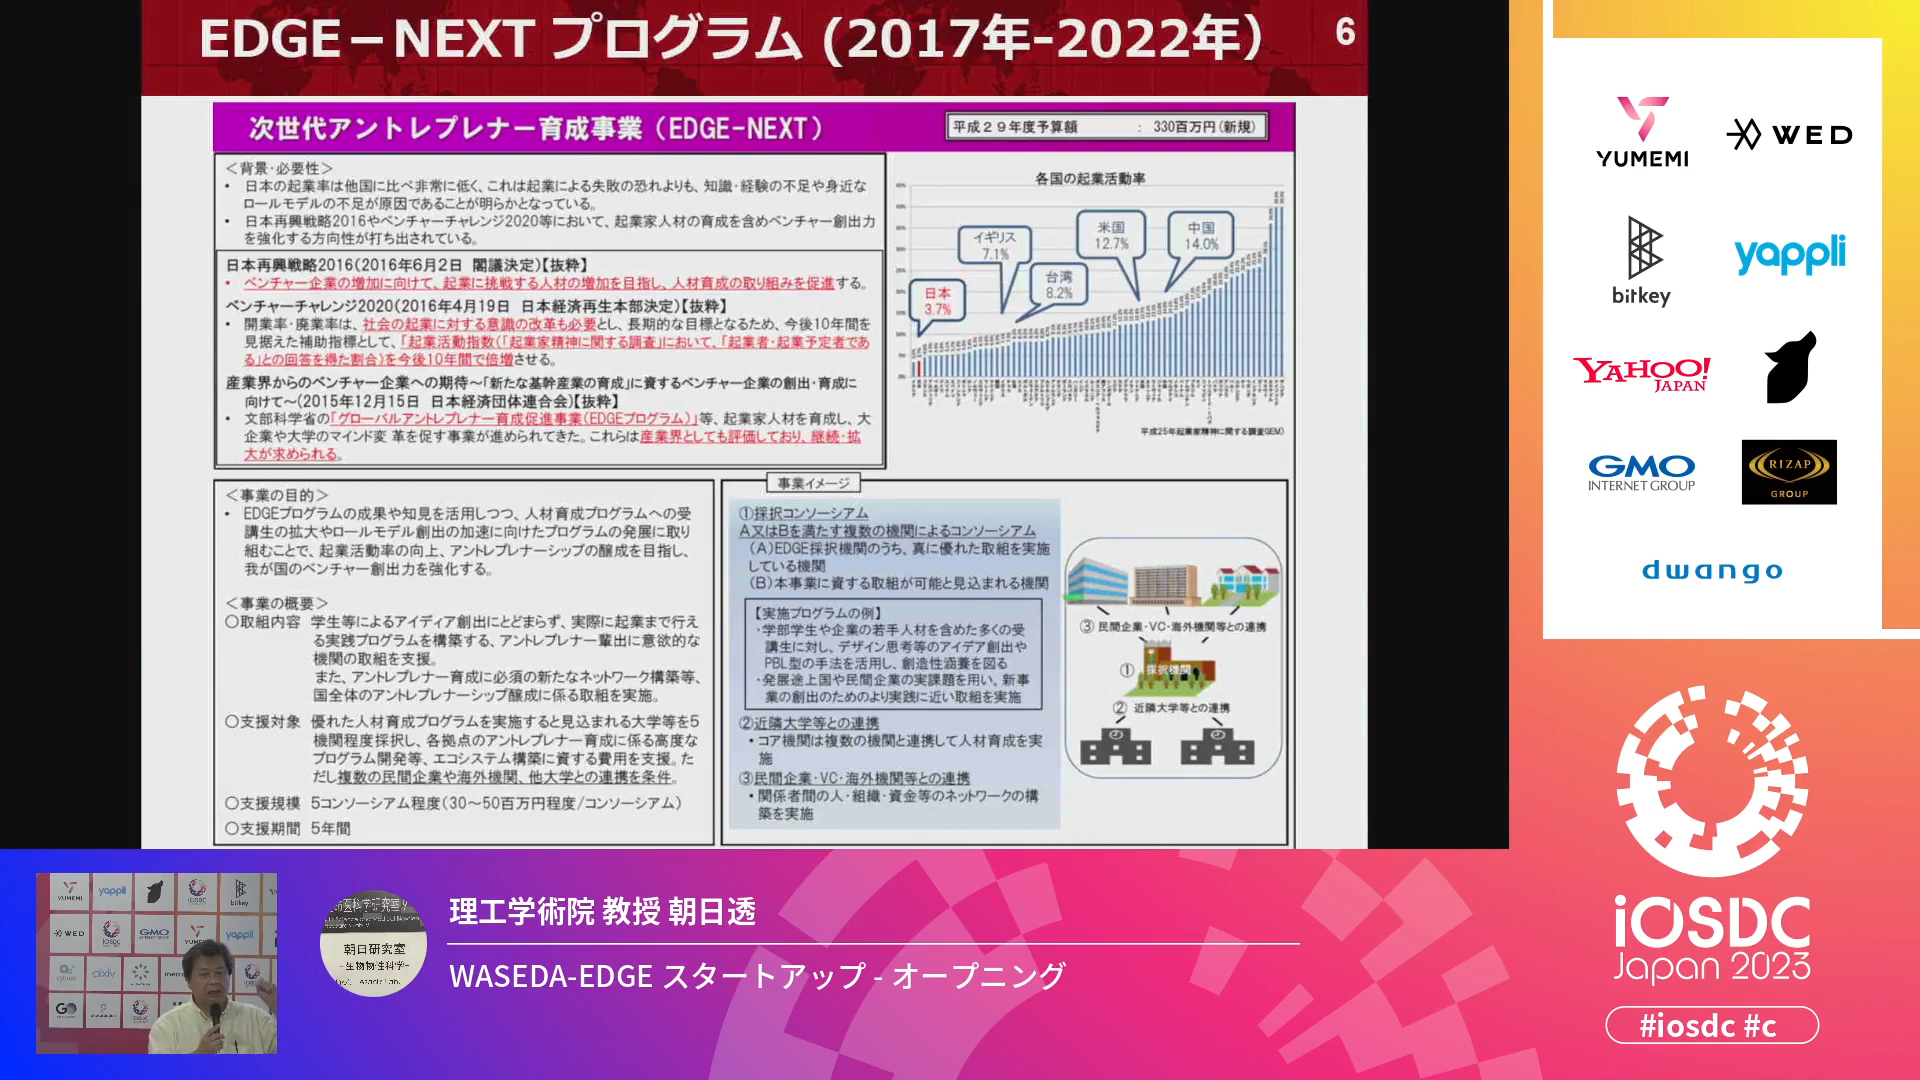 EDGE－NEXT プログラム (2017年-2022年)
6
次世代アントレプレナー育成事業（EDGE-NEXT）
平成29年度予算額 ： 330百万円(新規)
＜背景・必要性＞
• 日本の起業率は他国に比べ非常に低く、これは起業による失敗の恐れよりも、知識・経験の不足や身近な
ロールモデルの不足が原因であることが明らかとなっている。
• 日本再興戦略2016やベンチャーチャレンジ2020等において、起業家人材の育成を含めベンチャー創出力
を強化する方向性が打ち出されている。
日本再興戦略2016(2016年6月2日 閣議決定)【抜粋】
• ベンチャー企業の増加に向けて、起業に挑戦する人材の増加を目指し、人材育成の取り組みを促進する。
ベンチャーチャレンジ2020(2016年4月19日 日本経済再生本部決定)【抜粋】
• 開業率・廃業率は、社会の起業に対する意識の改革も必要とし、長期的な目標となるため、今後10年間を
見据えた補助指標として、「起業活動指数(「起業家精神に関する調査」において、「起業者・起業予定者であ
る」との回答を得た割合)を今後10年間で倍増させる。
産業界からのベンチャー企業への期待～「新たな基幹産業の育成」に資するベンチャー企業の創出・育成に
向けて～(2015年12月15日 日本経済団体連合会)【抜粋】
• 文部科学省の「グローバルアントレプレナー育成促進事業(EDGEプログラム)」等、起業家人材を育成し、大
企業や大学のマインド変 革を促す事業が進められてきた。これらは産業界としても評価しており、継続・拡
大が求められる。
各国の起業活動率
日本
3.7%
イギリス
7.1%
台湾
8.2%
米国
12.7%
中国
14.0%
平成25年起業家精神に関する調査(GEM)
＜事業の目的＞
• EDGEプログラムの成果や知見を活用しつつ、人材育成プログラムへの受
講生の拡大やロールモデル創出の加速に向けたプログラムの発展に取り
組むことで、起業活動率の向上、アントレプレナーシップの醸成を目指し、
我が国のベンチャー創出力を強化する。
＜事業の概要＞
○取組内容 学生等によるアイディア創出にとどまらず、実際に起業まで行え
る実践プログラムを構築する、アントレプレナー輩出に意欲的な
機関の取組を支援。
また、アントレプレナー育成に必須の新たなネットワーク構築等、
国全体のアントレプレナーシップ醸成に係る取組を実施。
○支援対象 優れた人材育成プログラムを実施すると見込まれる大学等を5
機関程度採択し、各拠点のアントレプレナー育成に係る高度な
プログラム開発等、エコシステム構築に資する費用を支援。た
だし複数の民間企業や海外機関、他大学との連携を条件。
○支援規模 5コンソーシアム程度(30～50百万円程度/コンソーシアム)
○支援期間 5年間
事業イメージ
①採択コンソーシアム
A又はBを満たす複数の機関によるコンソーシアム
(A)EDGE採択機関のうち、真に優れた取組を実施
している機関
(B)本事業に資する取組が可能と見込まれる機関
【実施プログラムの例】
・学部学生や企業の若手人材を含めた多くの受
講生に対し、デザイン思考等のアイデア創出や
PBL型の手法を活用し、創造性涵養を図る
・発展途上国や民間企業の実課題を用い、新事
業の創出のためのより実践に近い取組を実施
②近隣大学等との連携
• コア機関は複数の機関と連携して人材育成を実
施
③民間企業・VC・海外機関等との連携
• 関係者間の人・組織・資金等のネットワークの構
築を実施
③ 民間企業・VC・海外機関等との連携
① 採択機関
② 近隣大学等との連携
YUMEMI
WED
bitkey
yappli
YAHOO!
JAPAN
GMO
INTERNET GROUP
RIZAP
GROUP
dwango
iOSDC
Japan 2023
#iosdc #c
朝日研究室
-生物物性科学-
理工学術院 教授 朝日透
WASEDA-EDGE スタートアップ - オープニング